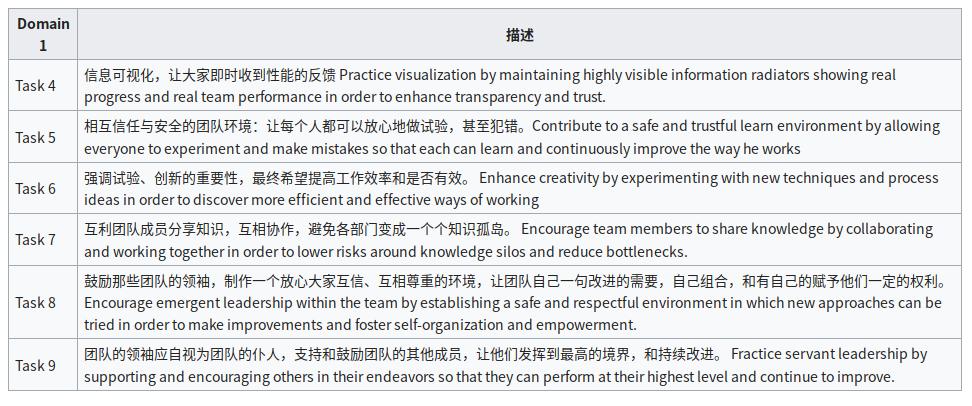 Domain
1
描述
Task 4
信息可视化，让大家即时收到性能的反馈 Practice visualization by maintaining highly visible information radiators showing real
progress and real team performance in order to enhance transparency and trust.
Task 5
相互信任与安全的团队环境：让每个人都可以放心地做试验，甚至犯错。Contribute to a safe and trustful learn environment by allowing
everyone to experiment and make mistakes so that each can learn and continuously improve the way he works
Task 6
强调试验、创新的重要性，最终希望提高工作效率和是否有效。 Enhance creativity by experimenting with new techniques and process
ideas in order to discover more efficient and effective ways of working
Task 7
互利团队成员分享知识，互相协作，避免各部门变成一个个知识孤岛。 Encourage team members to share knowledge by collaborating
and working together in order to lower risks around knowledge silos and reduce bottlenecks.
Task 8
鼓励那些团队的领袖，制作一个放心大家互信、互相尊重的环境，让团队自己一句改进的需要，自己组合，和有自己的赋予他们一定的权利。
Encourage emergent leadership within the team by establishing a safe and respectful environment in which new approaches can be
tried in order to make improvements and foster self-organization and empowerment.
Task 9
团队的领袖应自视为团队的仆人，支持和鼓励团队的其他成员，让他们发挥到最高的境界，和持续改进。 Fractice servant leadership by
supporting and encouraging others in their endeavors so that they can perform at their highest level and continue to improve.